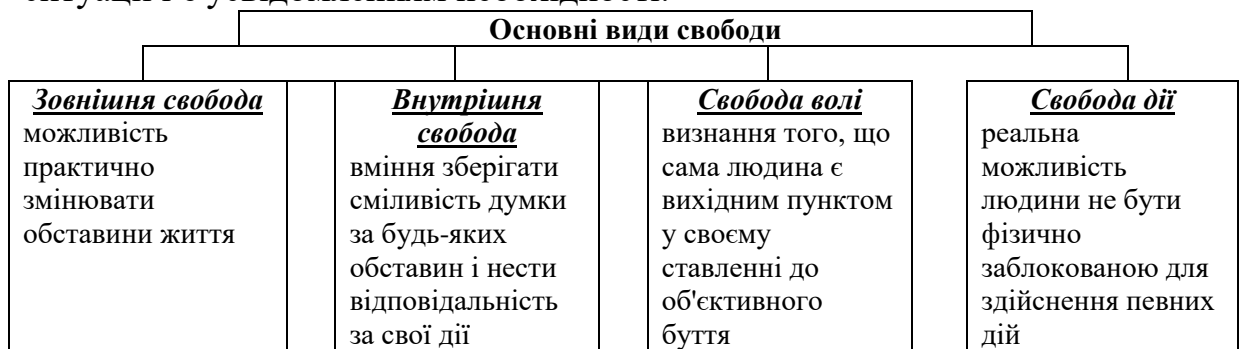 Основні види свободи
Зовнішня свобода
можливість
практично
змінювати
обставини життя
Внутрішня
свобода
вміння зберігати
сміливість думки
за будь-яких
обставин і нести
відповідальність
за свої дії
Свобода волі
визнання того, що
сама людина є
вихідним пунктом
у своєму
ставленні до
об'єктивного
буття
Свобода дії
реальна
можливість
людини не бути
фізично
заблокованою для
здійснення певних
дій